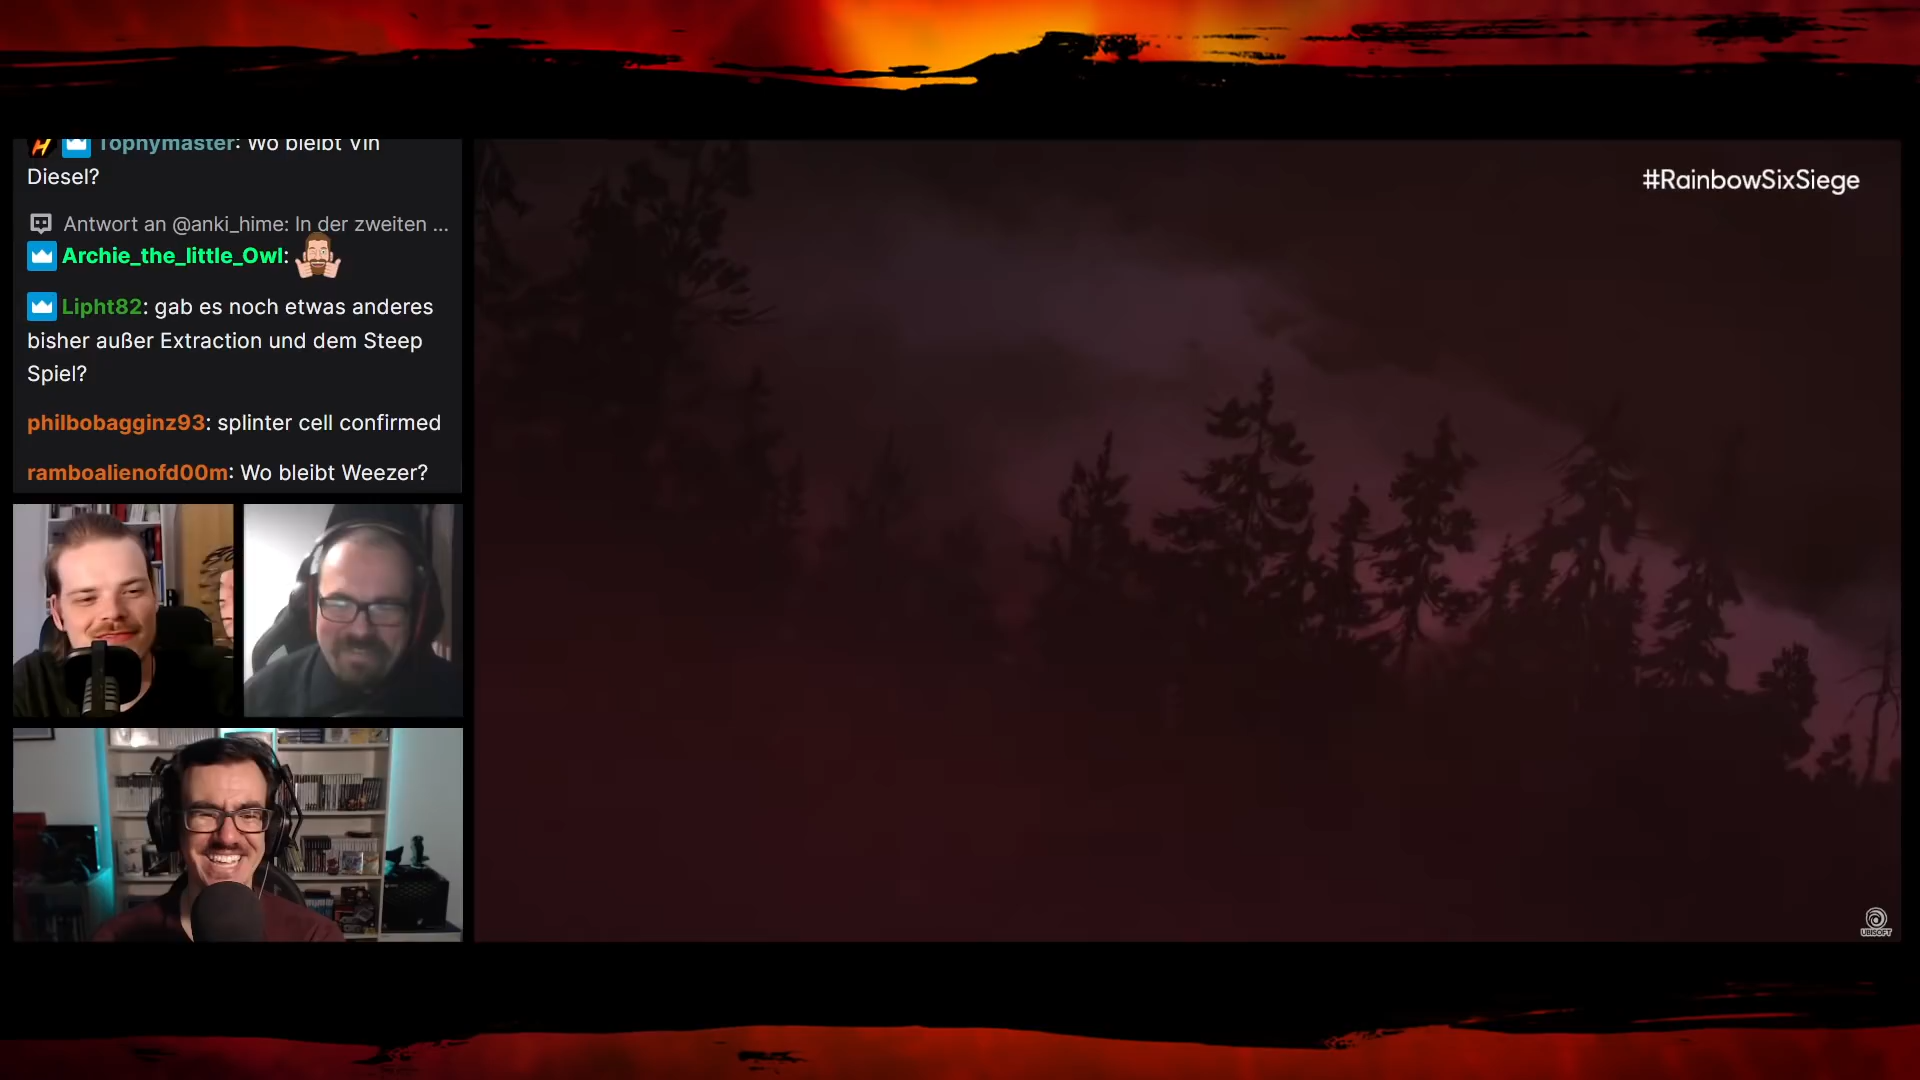 Tophymaster: Wo bleibt Vin
Diesel?
Antwort an @anki_hime: In der zweiten ...
Archie_the_little_Owl:
Lipht82: gab es noch etwas anderes
bisher außer Extraction und dem Steep
Spiel?
philbobagginz93: splinter cell confirmed
ramboalienofd00m: Wo bleibt Weezer?
#RainbowSixSiege
UBISOFT